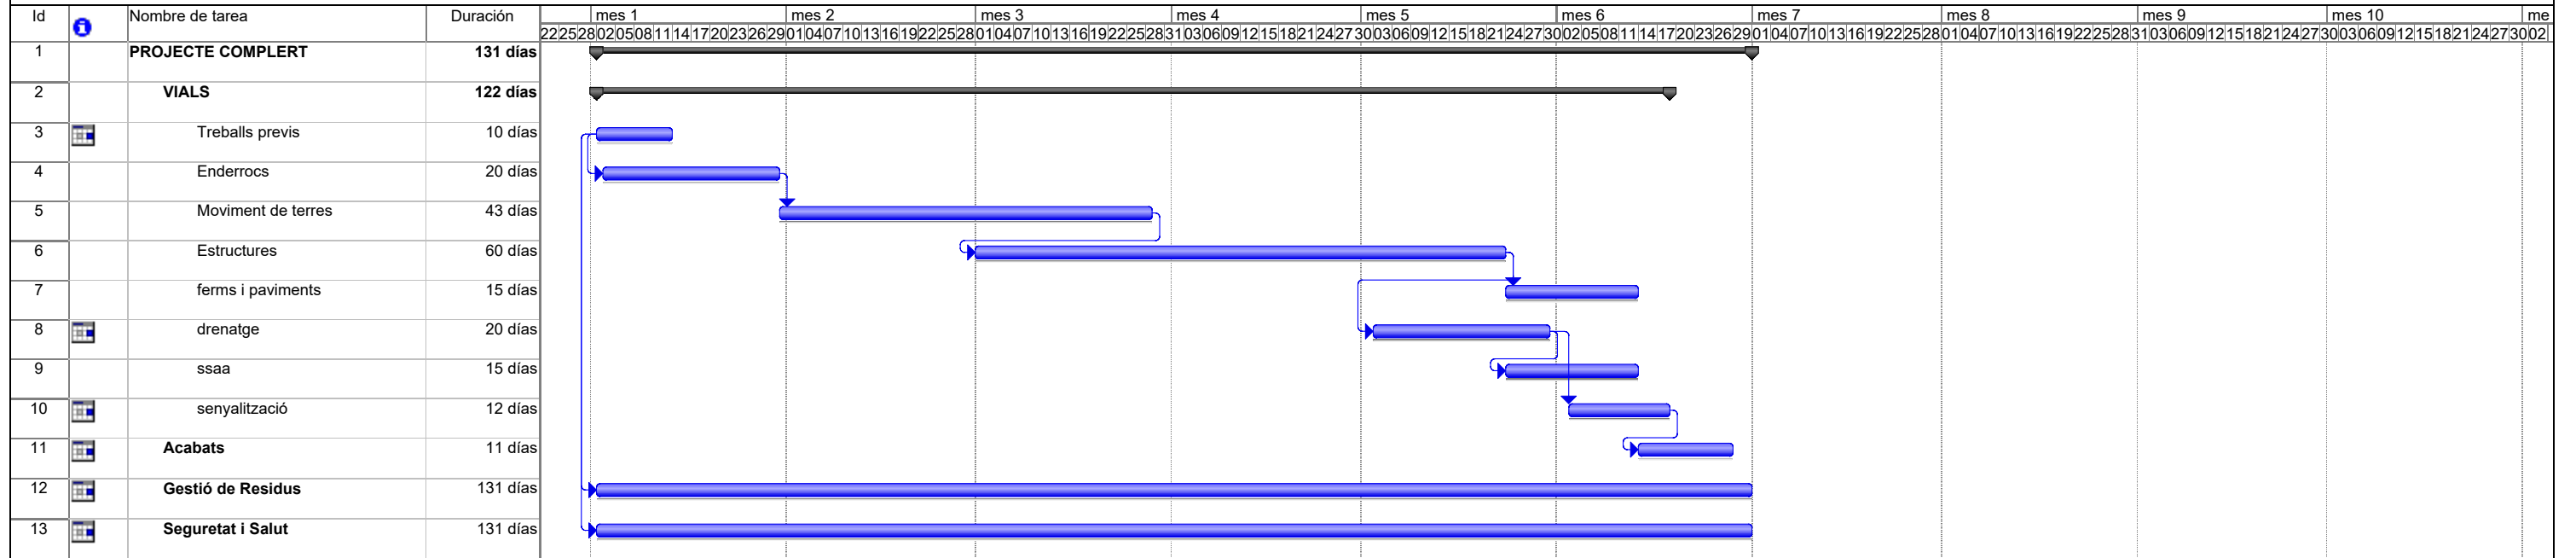 Id Nombre de tarea Duración mes 1 mes 2 mes 3 mes 4 mes 5 mes 6 mes 7 mes 8 mes 9 mes 10 me
22 25 28 02 05 08 11 14 17 20 23 26 29 01 04 07 10 13 16 19 22 25 28 01 04 07 10 13 16 19 22 25 28 31 03 06 09 12 15 18 21 24 27 30 03 06 09 12 15 18 21 24 27 30 02 05 08 11 14 17 20 23 26 29 01 04 07 10 13 16 19 22 25 28 01 04 07 10 13 16 19 22 25 28 31 03 06 09 12 15 18 21 24 27 30 03 06 09 12 15 18 21 24 27 30 02
1 PROJECTE COMPLERT 131 días
2 VIALS 122 días
3 Treballs previs 10 días
4 Enderrocs 20 días
5 Moviment de terres 43 días
6 Estructures 60 días
7 ferms i paviments 15 días
8 drenatge 20 días
9 ssaa 15 días
10 senyalització 12 días
11 Acabats 11 días
12 Gestió de Residus 131 días
13 Seguretat i Salut 131 días